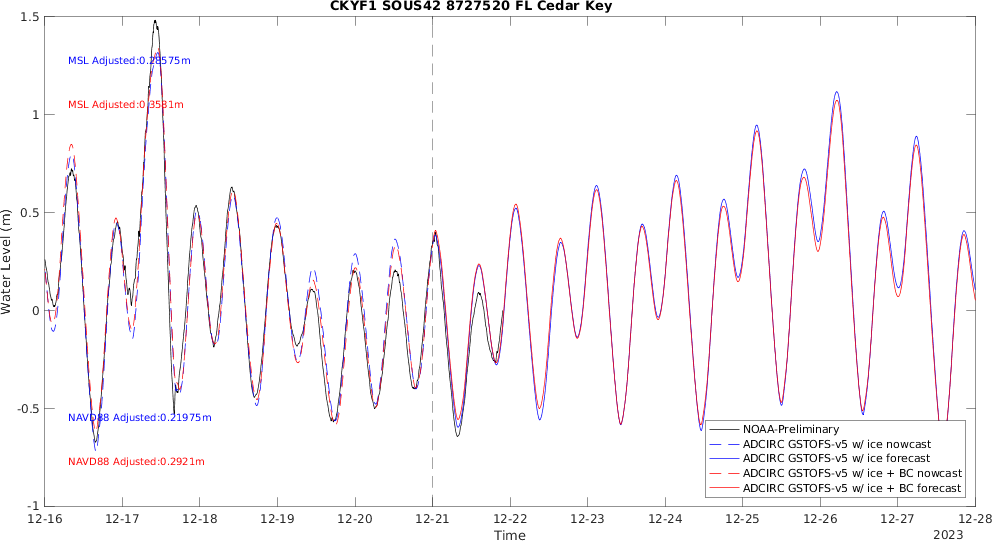 CKYF1 SOUS42 8727520 FL Cedar Key
1.5
1
0.5
0
-0.5
-1
Water Level (m)
MSL Adjusted:0.28575m
MSL Adjusted:0.3581m
NAVD88 Adjusted:0.21975m
NAVD88 Adjusted:0.2921m
NOAA-Preliminary
ADCIRC GSTOFS-v5 w/ ice nowcast
ADCIRC GSTOFS-v5 w/ ice forecast
ADCIRC GSTOFS-v5 w/ ice + BC nowcast
ADCIRC GSTOFS-v5 w/ ice + BC forecast
12-16 12-17 12-18 12-19 12-20 12-21 12-22 12-23 12-24 12-25 12-26 12-27 12-28
Time
2023